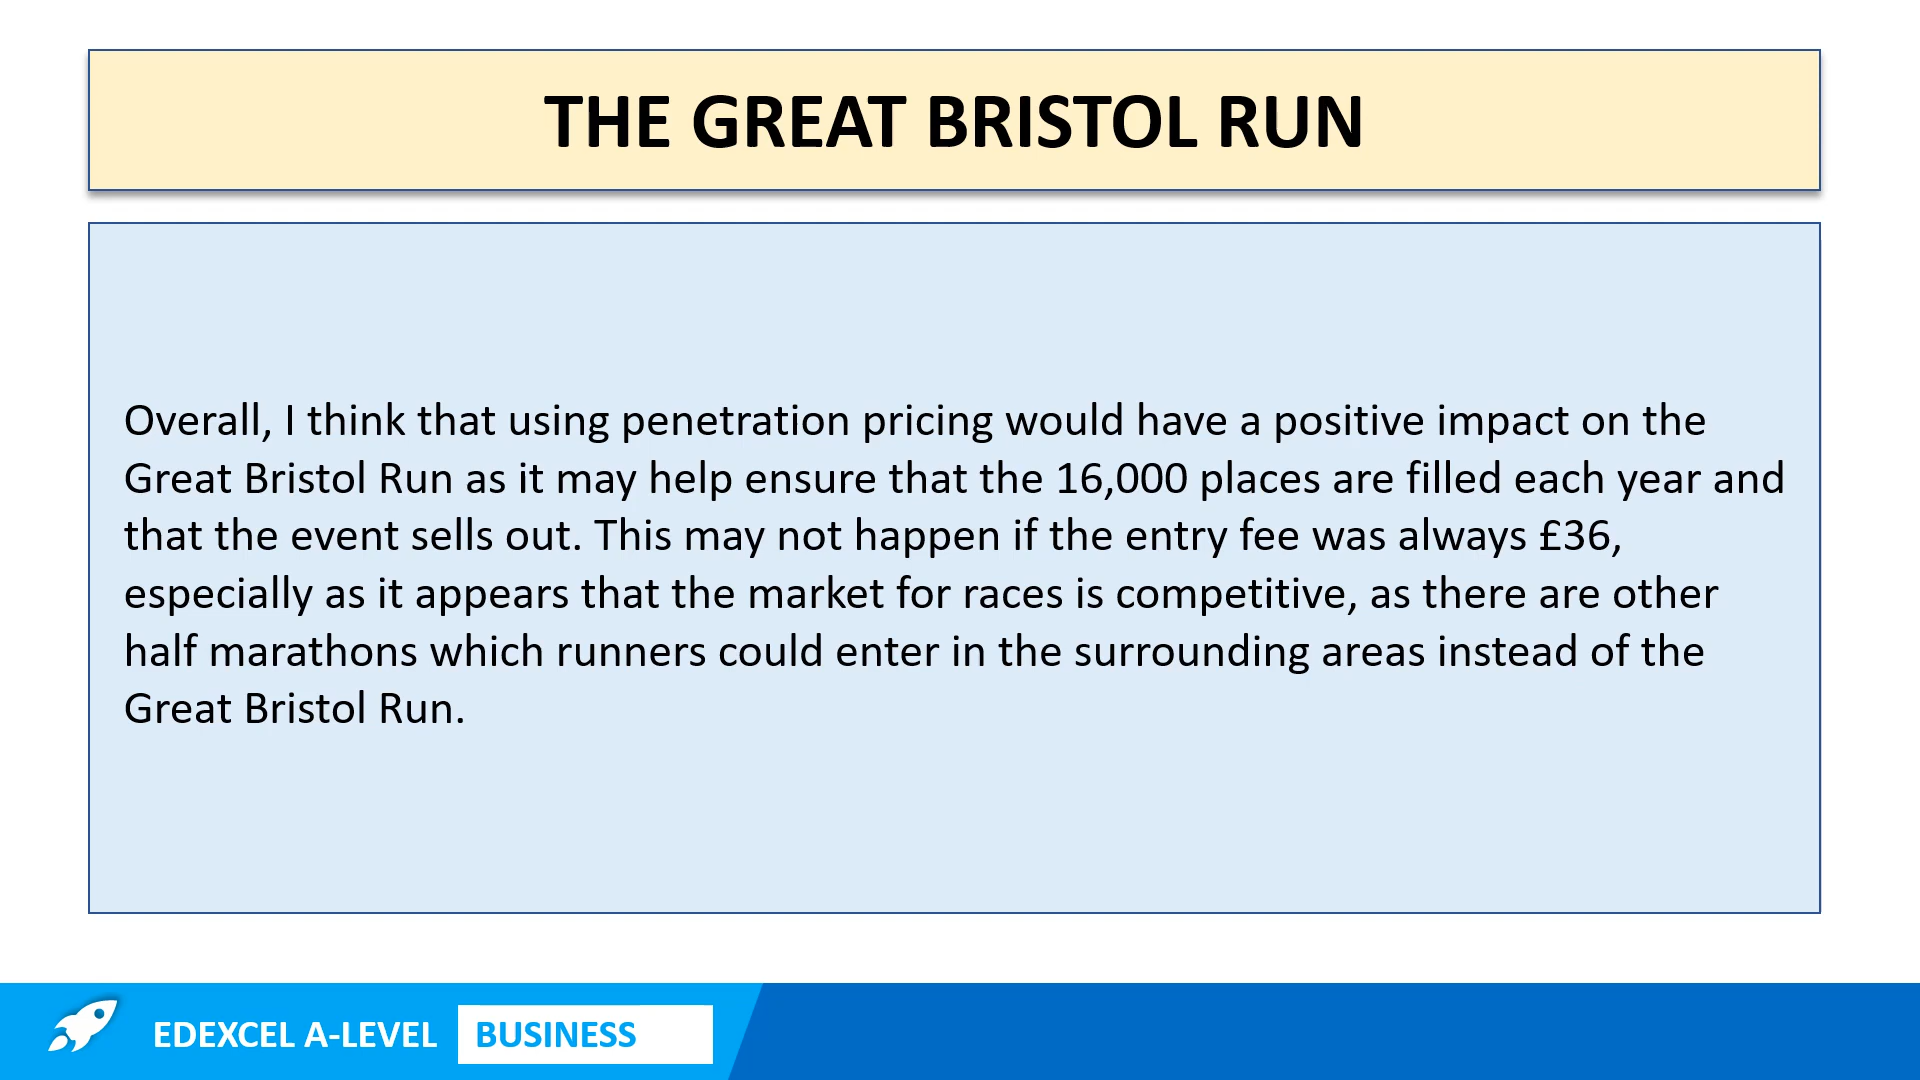 THE GREAT BRISTOL RUN
Overall, I think that using penetration pricing would have a positive impact on the
Great Bristol Run as it may help ensure that the 16,000 places are filled each year and
that the event sells out. This may not happen if the entry fee was always £36,
especially as it appears that the market for races is competitive, as there are other
half marathons which runners could enter in the surrounding areas instead of the
Great Bristol Run.
EDEXCEL A-LEVEL BUSINESS